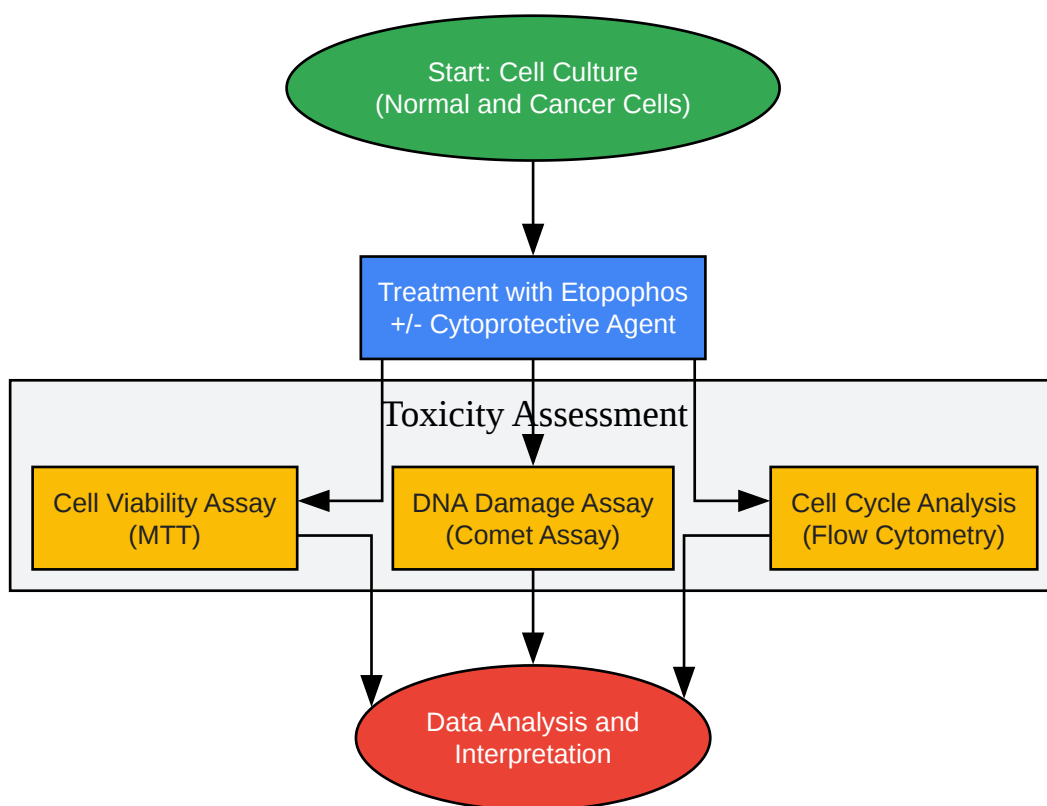 Start: Cell Culture
(Normal and Cancer Cells)
Treatment with Etopophos
+/- Cytoprotective Agent
Toxicity Assessment
Cell Viability Assay
(MTT)
DNA Damage Assay
(Comet Assay)
Cell Cycle Analysis
(Flow Cytometry)
Data Analysis and
Interpretation